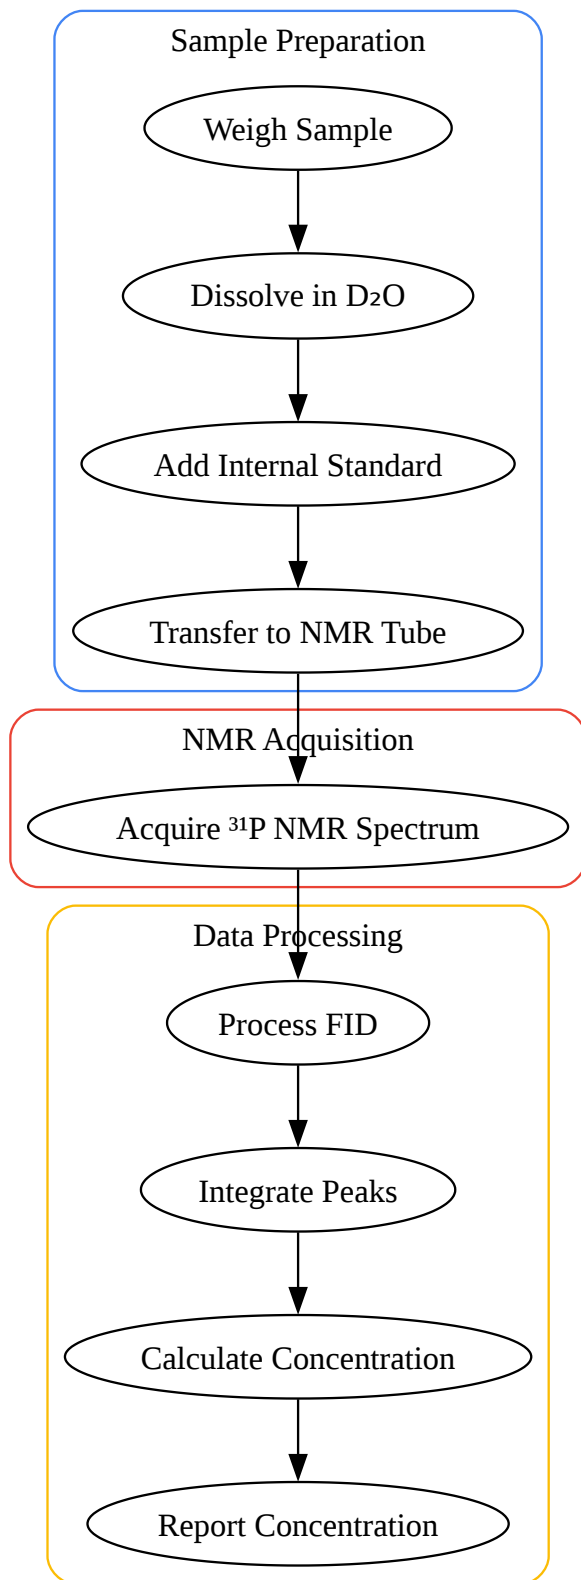 Sample Preparation
Weigh Sample
Dissolve in D₂O
Add Internal Standard
Transfer to NMR Tube
NMR Acquisition
Acquire ³¹P NMR Spectrum
Data Processing
Process FID
Integrate Peaks
Calculate Concentration
Report Concentration